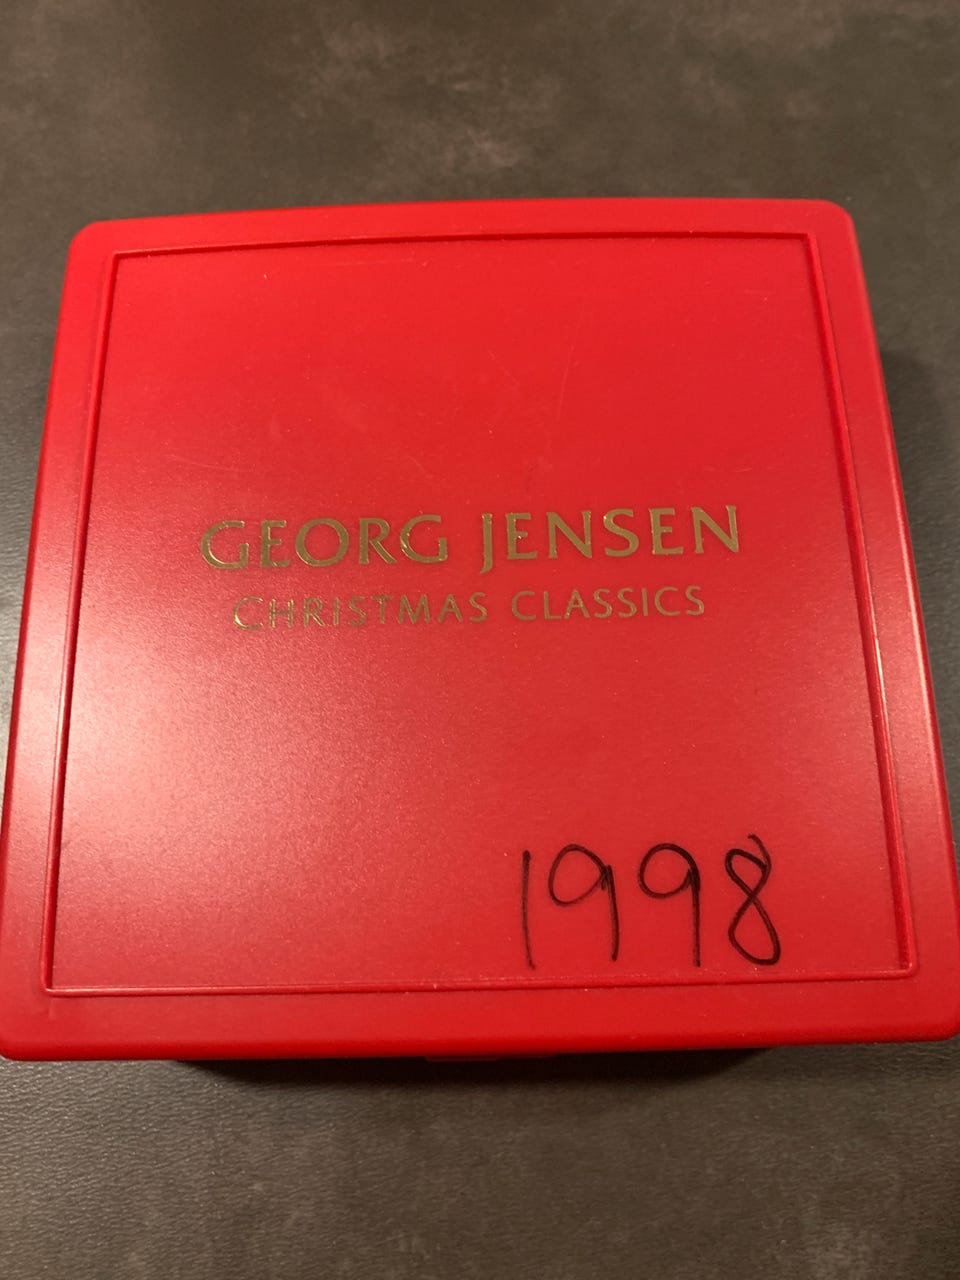 GEORG JENSEN
CHRISTMAS CLASSICS
1998